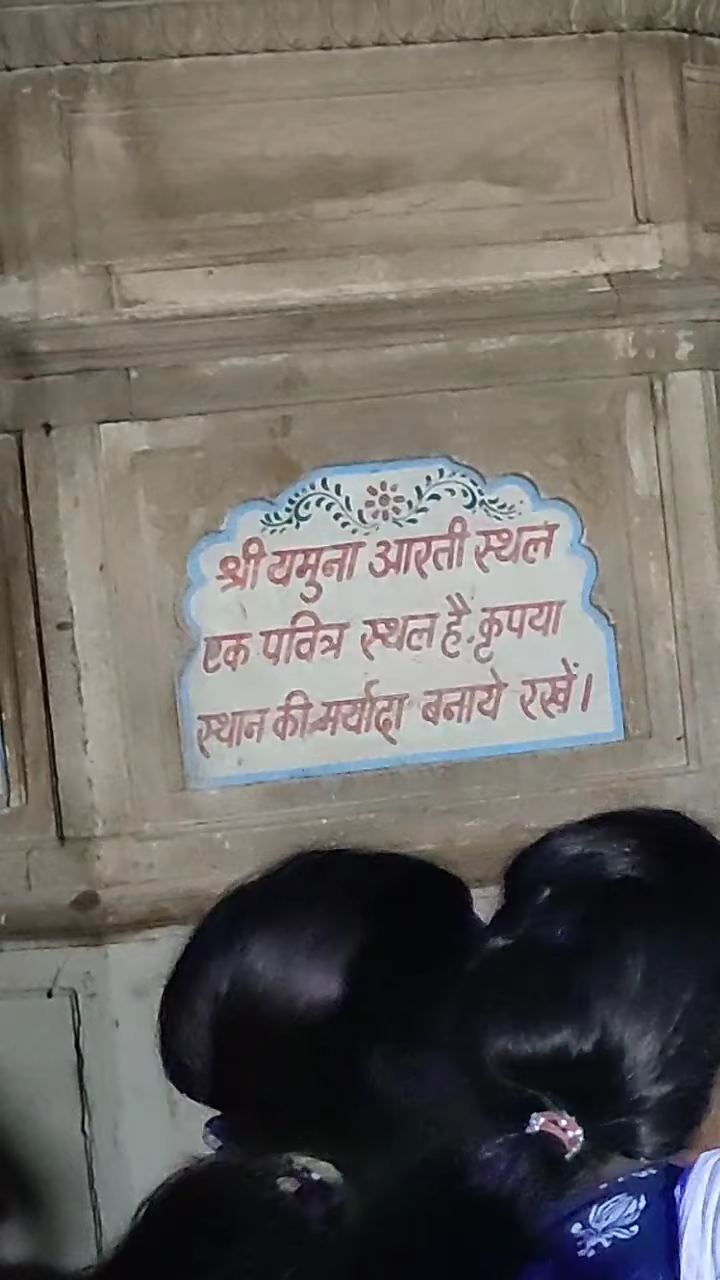 श्री यमुना आरती स्थल
एक पवित्र स्थल है. कृपया
स्थान की मर्यादा बनाये रखें।